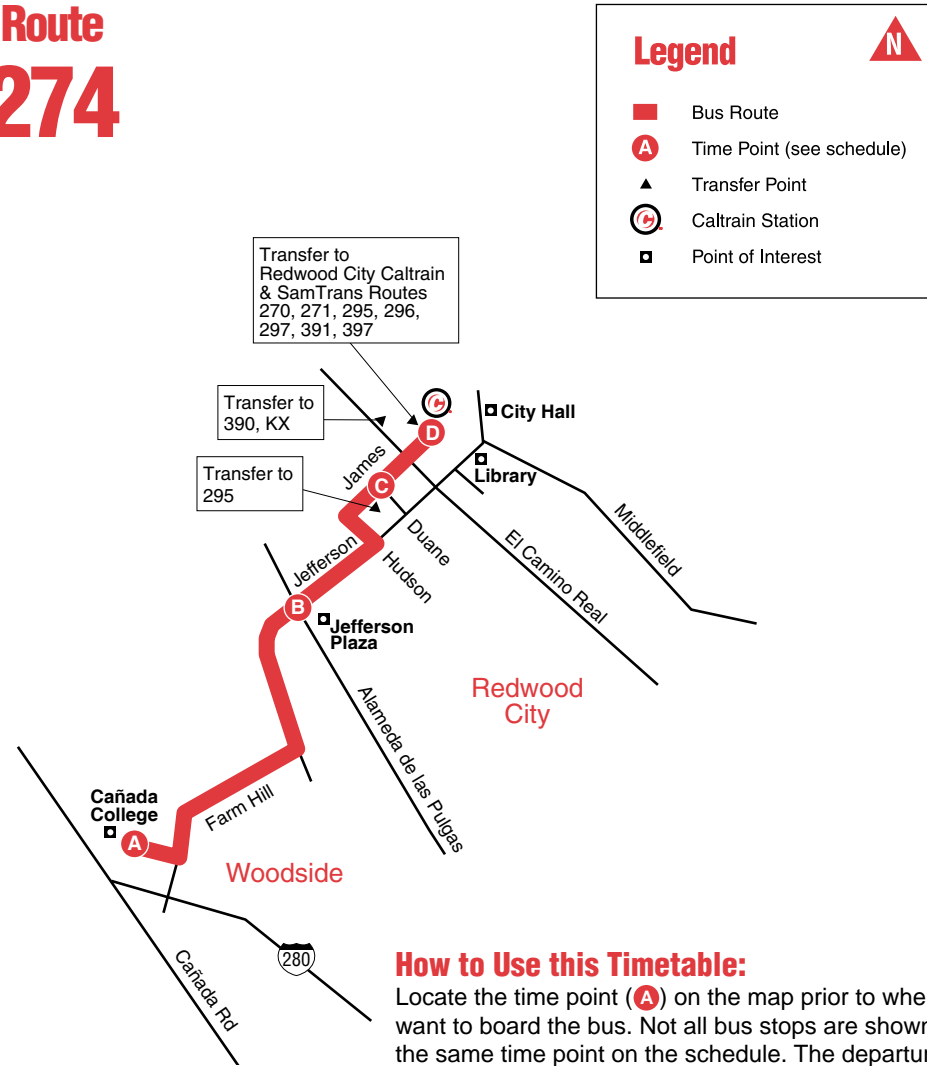 Route
274
Legend
N
Bus Route
A Time Point (see schedule)
Transfer Point
C Caltrain Station
Point of Interest
Transfer to
Redwood City Caltrain
& SamTrans Routes
270, 271, 295, 296,
297, 391, 397
Transfer to
390, KX
Transfer to
295
C
D
City Hall
Library
James
C
Duane
Middlefield
Jefferson
Hudson
El Camino Real
B
Jefferson
Plaza
Redwood
City
Alameda de las Pulgas
Cañada
College
A
Farm Hill
Woodside
280
Cañada Rd
How to Use this Timetable:
Locate the time point (A) on the map prior to
want to board the bus. Not all bus stops are shown
the same time point on the schedule. The